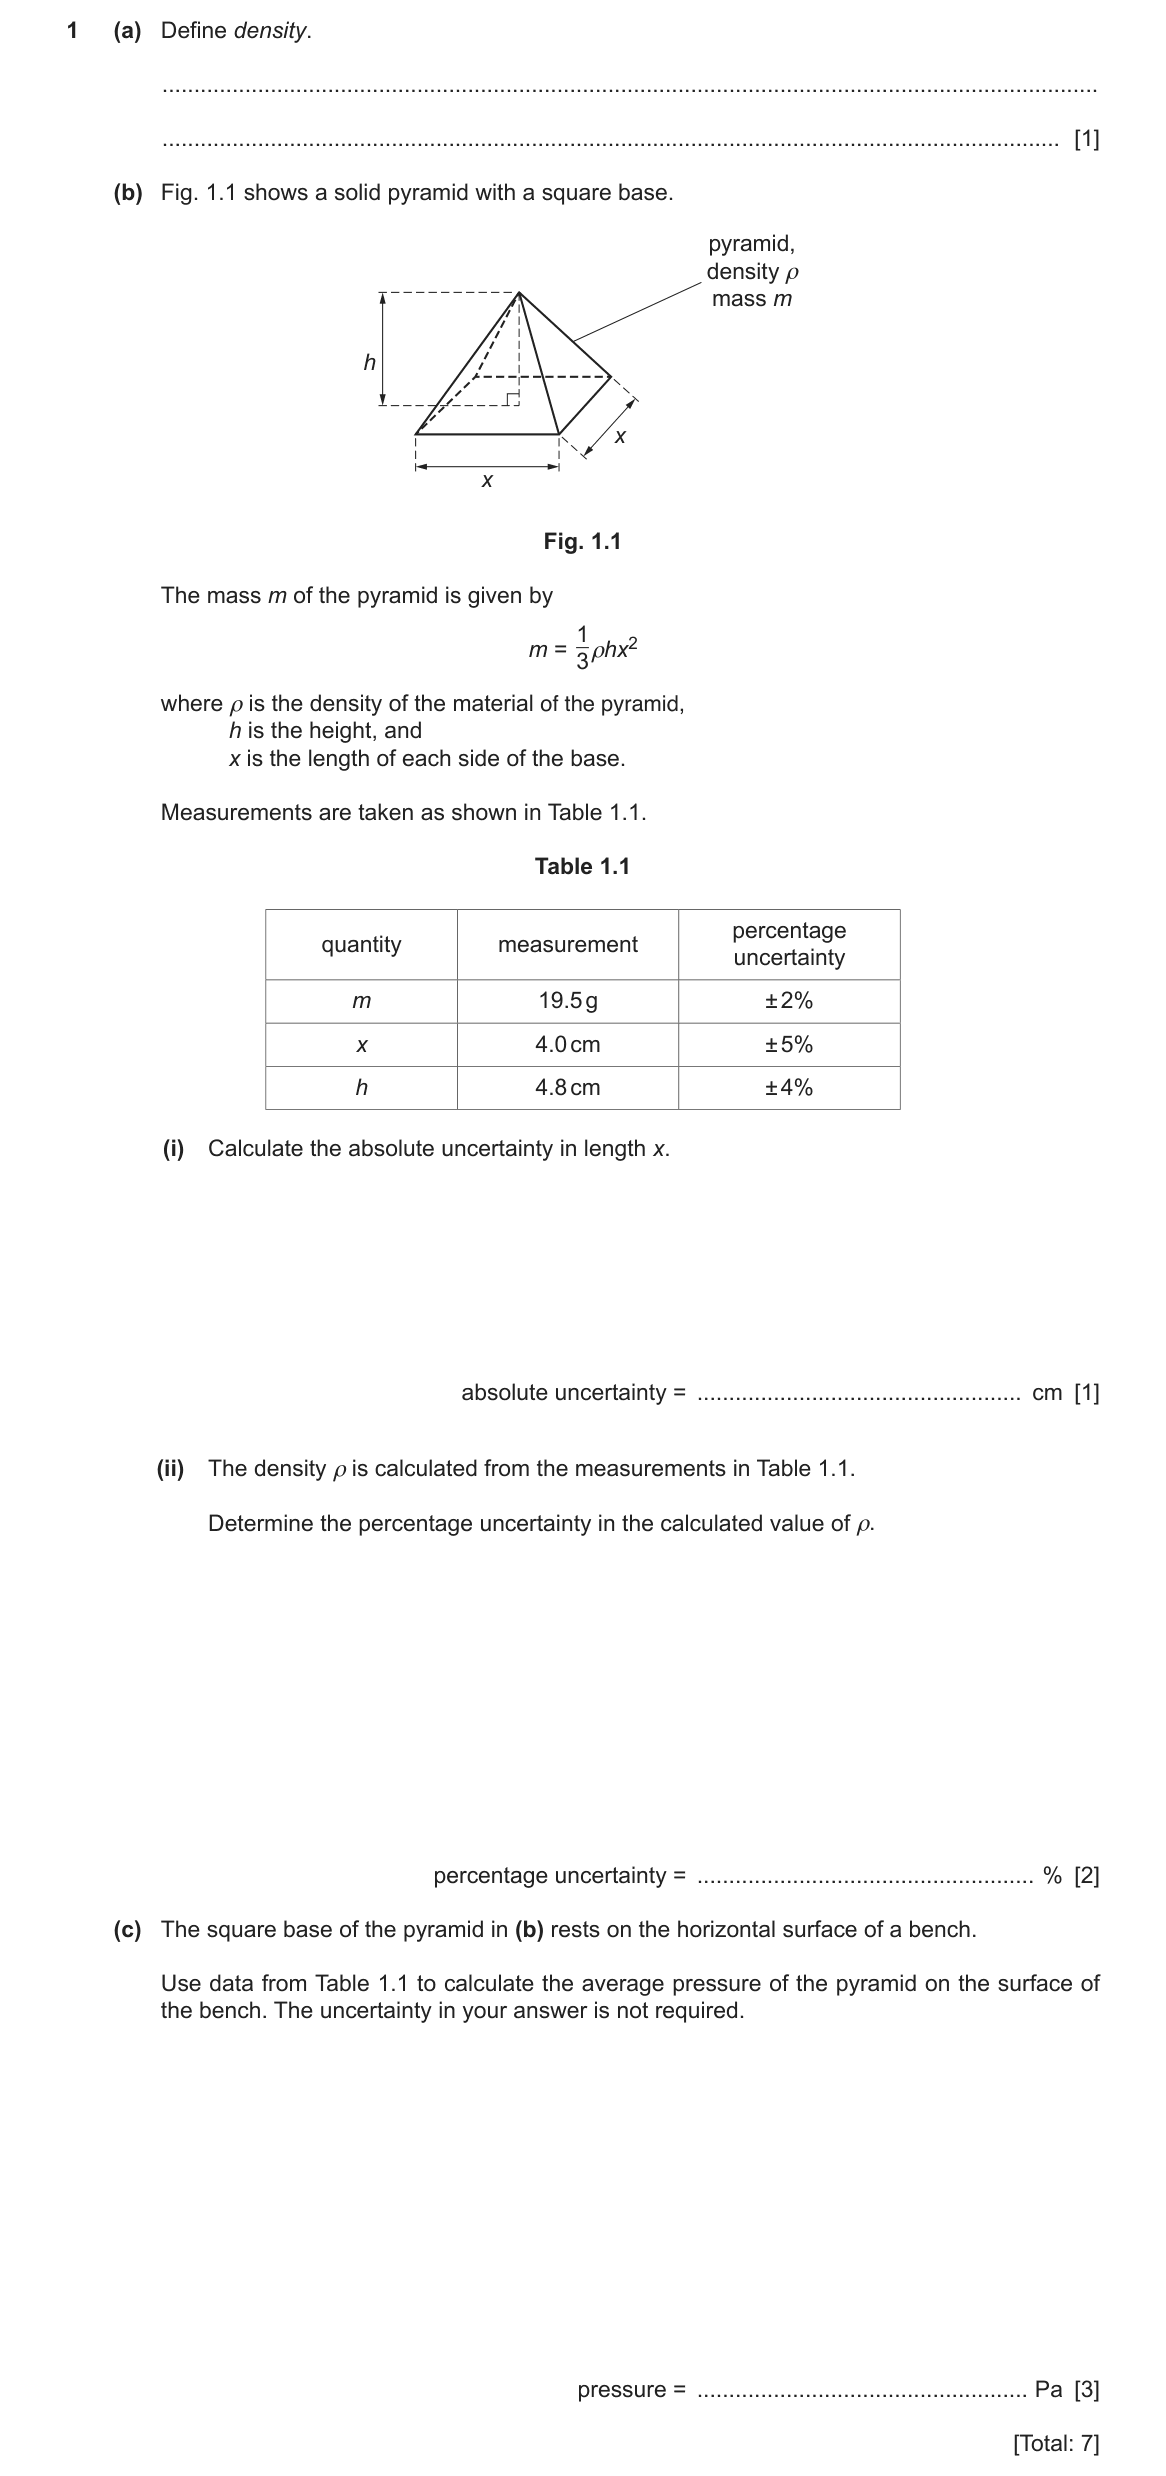 1 (a) Define density.
........................................................................................................................................................
.................................................................................................................................................. [1]
(b) Fig. 1.1 shows a solid pyramid with a square base.
pyramid,
density ρ
mass m
h
x
x
Fig. 1.1
The mass m of the pyramid is given by
m = 1/3 ρhx²
where ρ is the density of the material of the pyramid,
h is the height, and
x is the length of each side of the base.
Measurements are taken as shown in Table 1.1.
Table 1.1
quantity measurement percentage uncertainty
m 19.5 g ±2%
x 4.0 cm ±5%
h 4.8 cm ±4%
(i) Calculate the absolute uncertainty in length x.
absolute uncertainty = ................................................... cm [1]
(ii) The density ρ is calculated from the measurements in Table 1.1.
Determine the percentage uncertainty in the calculated value of ρ.
percentage uncertainty = ..................................................... % [2]
(c) The square base of the pyramid in (b) rests on the horizontal surface of a bench.
Use data from Table 1.1 to calculate the average pressure of the pyramid on the surface of
the bench. The uncertainty in your answer is not required.
pressure = .................................................... Pa [3]
[Total: 7]